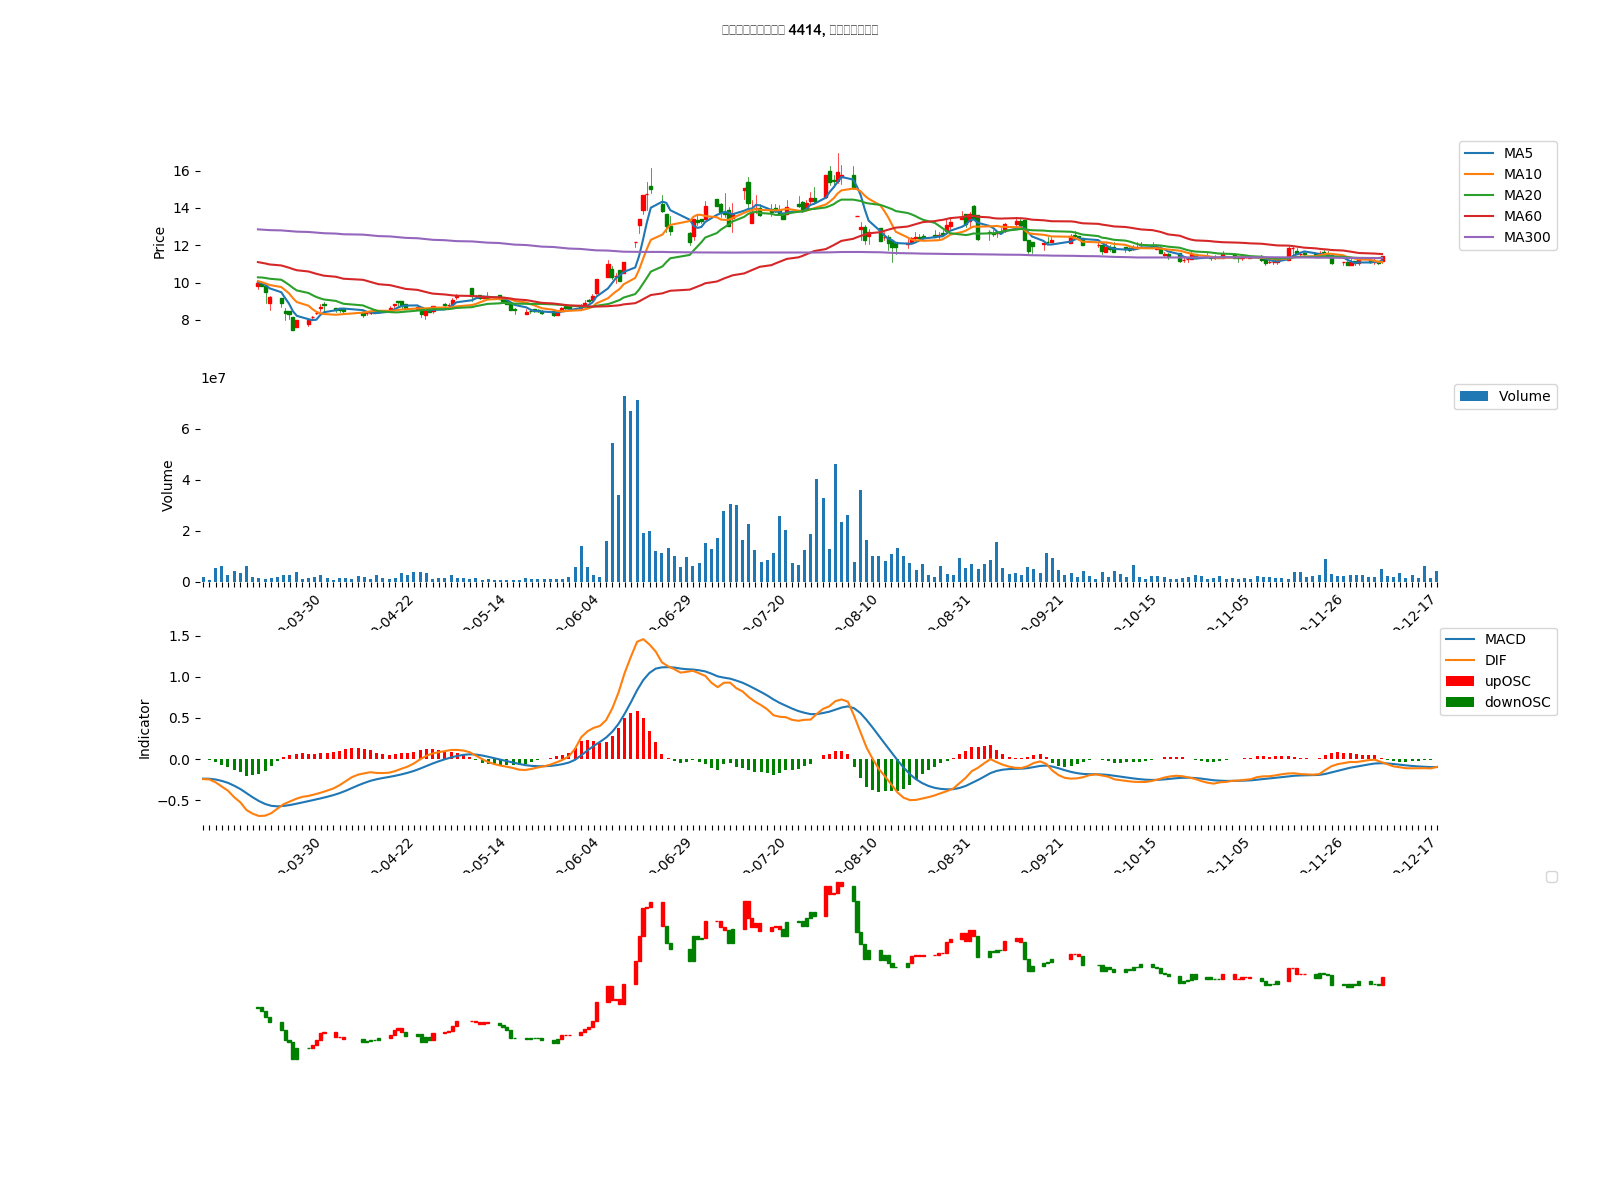 4414,
MA5
MA10
MA20
MA60
MA300
Price
16
14
12
10
8
1e7
Volume
Volume
6
4
2
0
-03-30
-04-22
-05-14
-06-04
-06-29
-07-20
-08-10
-08-31
-09-21
-10-15
-11-05
-11-26
-12-17
MACD
DIF
upOSC
downOSC
Indicator
1.5
1.0
0.5
0.0
−0.5
-03-30
-04-22
-05-14
-06-04
-06-29
-07-20
-08-10
-08-31
-09-21
-10-15
-11-05
-11-26
-12-17